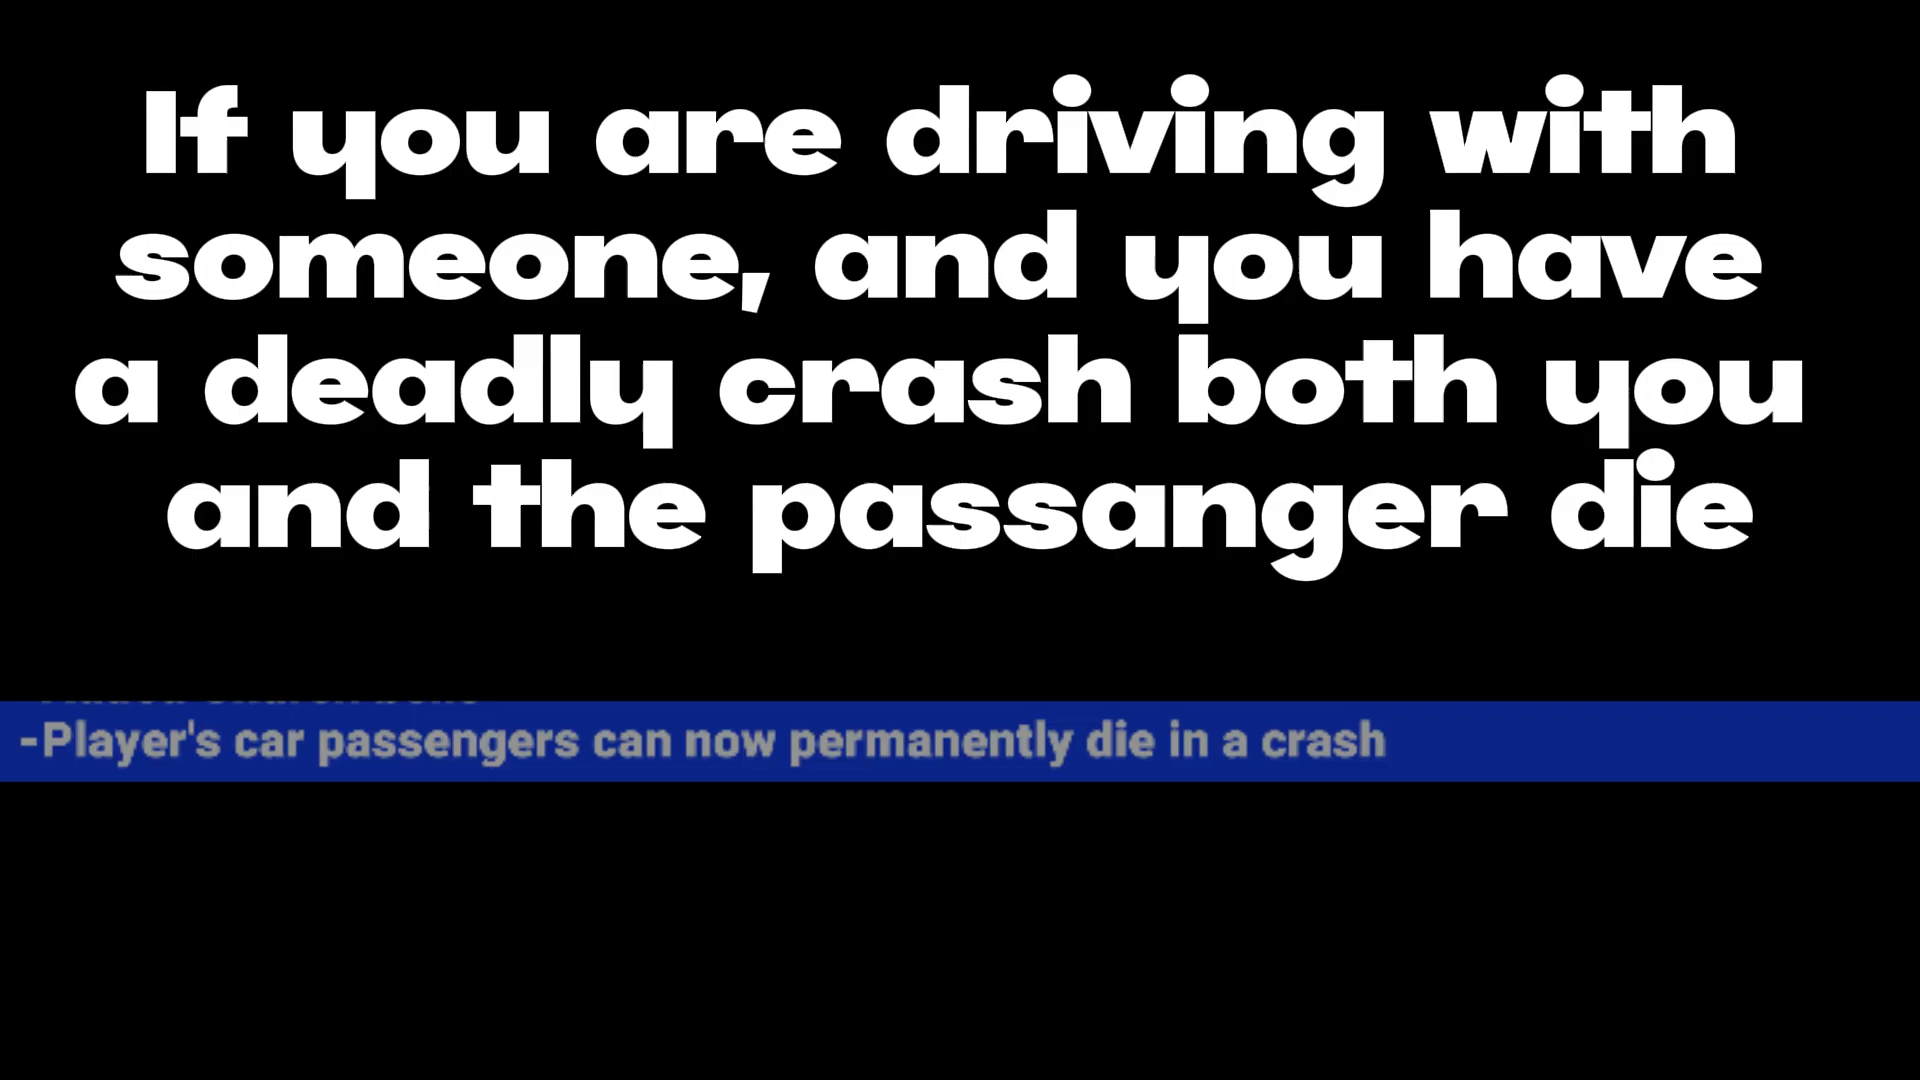 If you are driving with
someone, and you have
a deadly crash both you
and the passanger die
-Player's car passengers can now permanently die in a crash